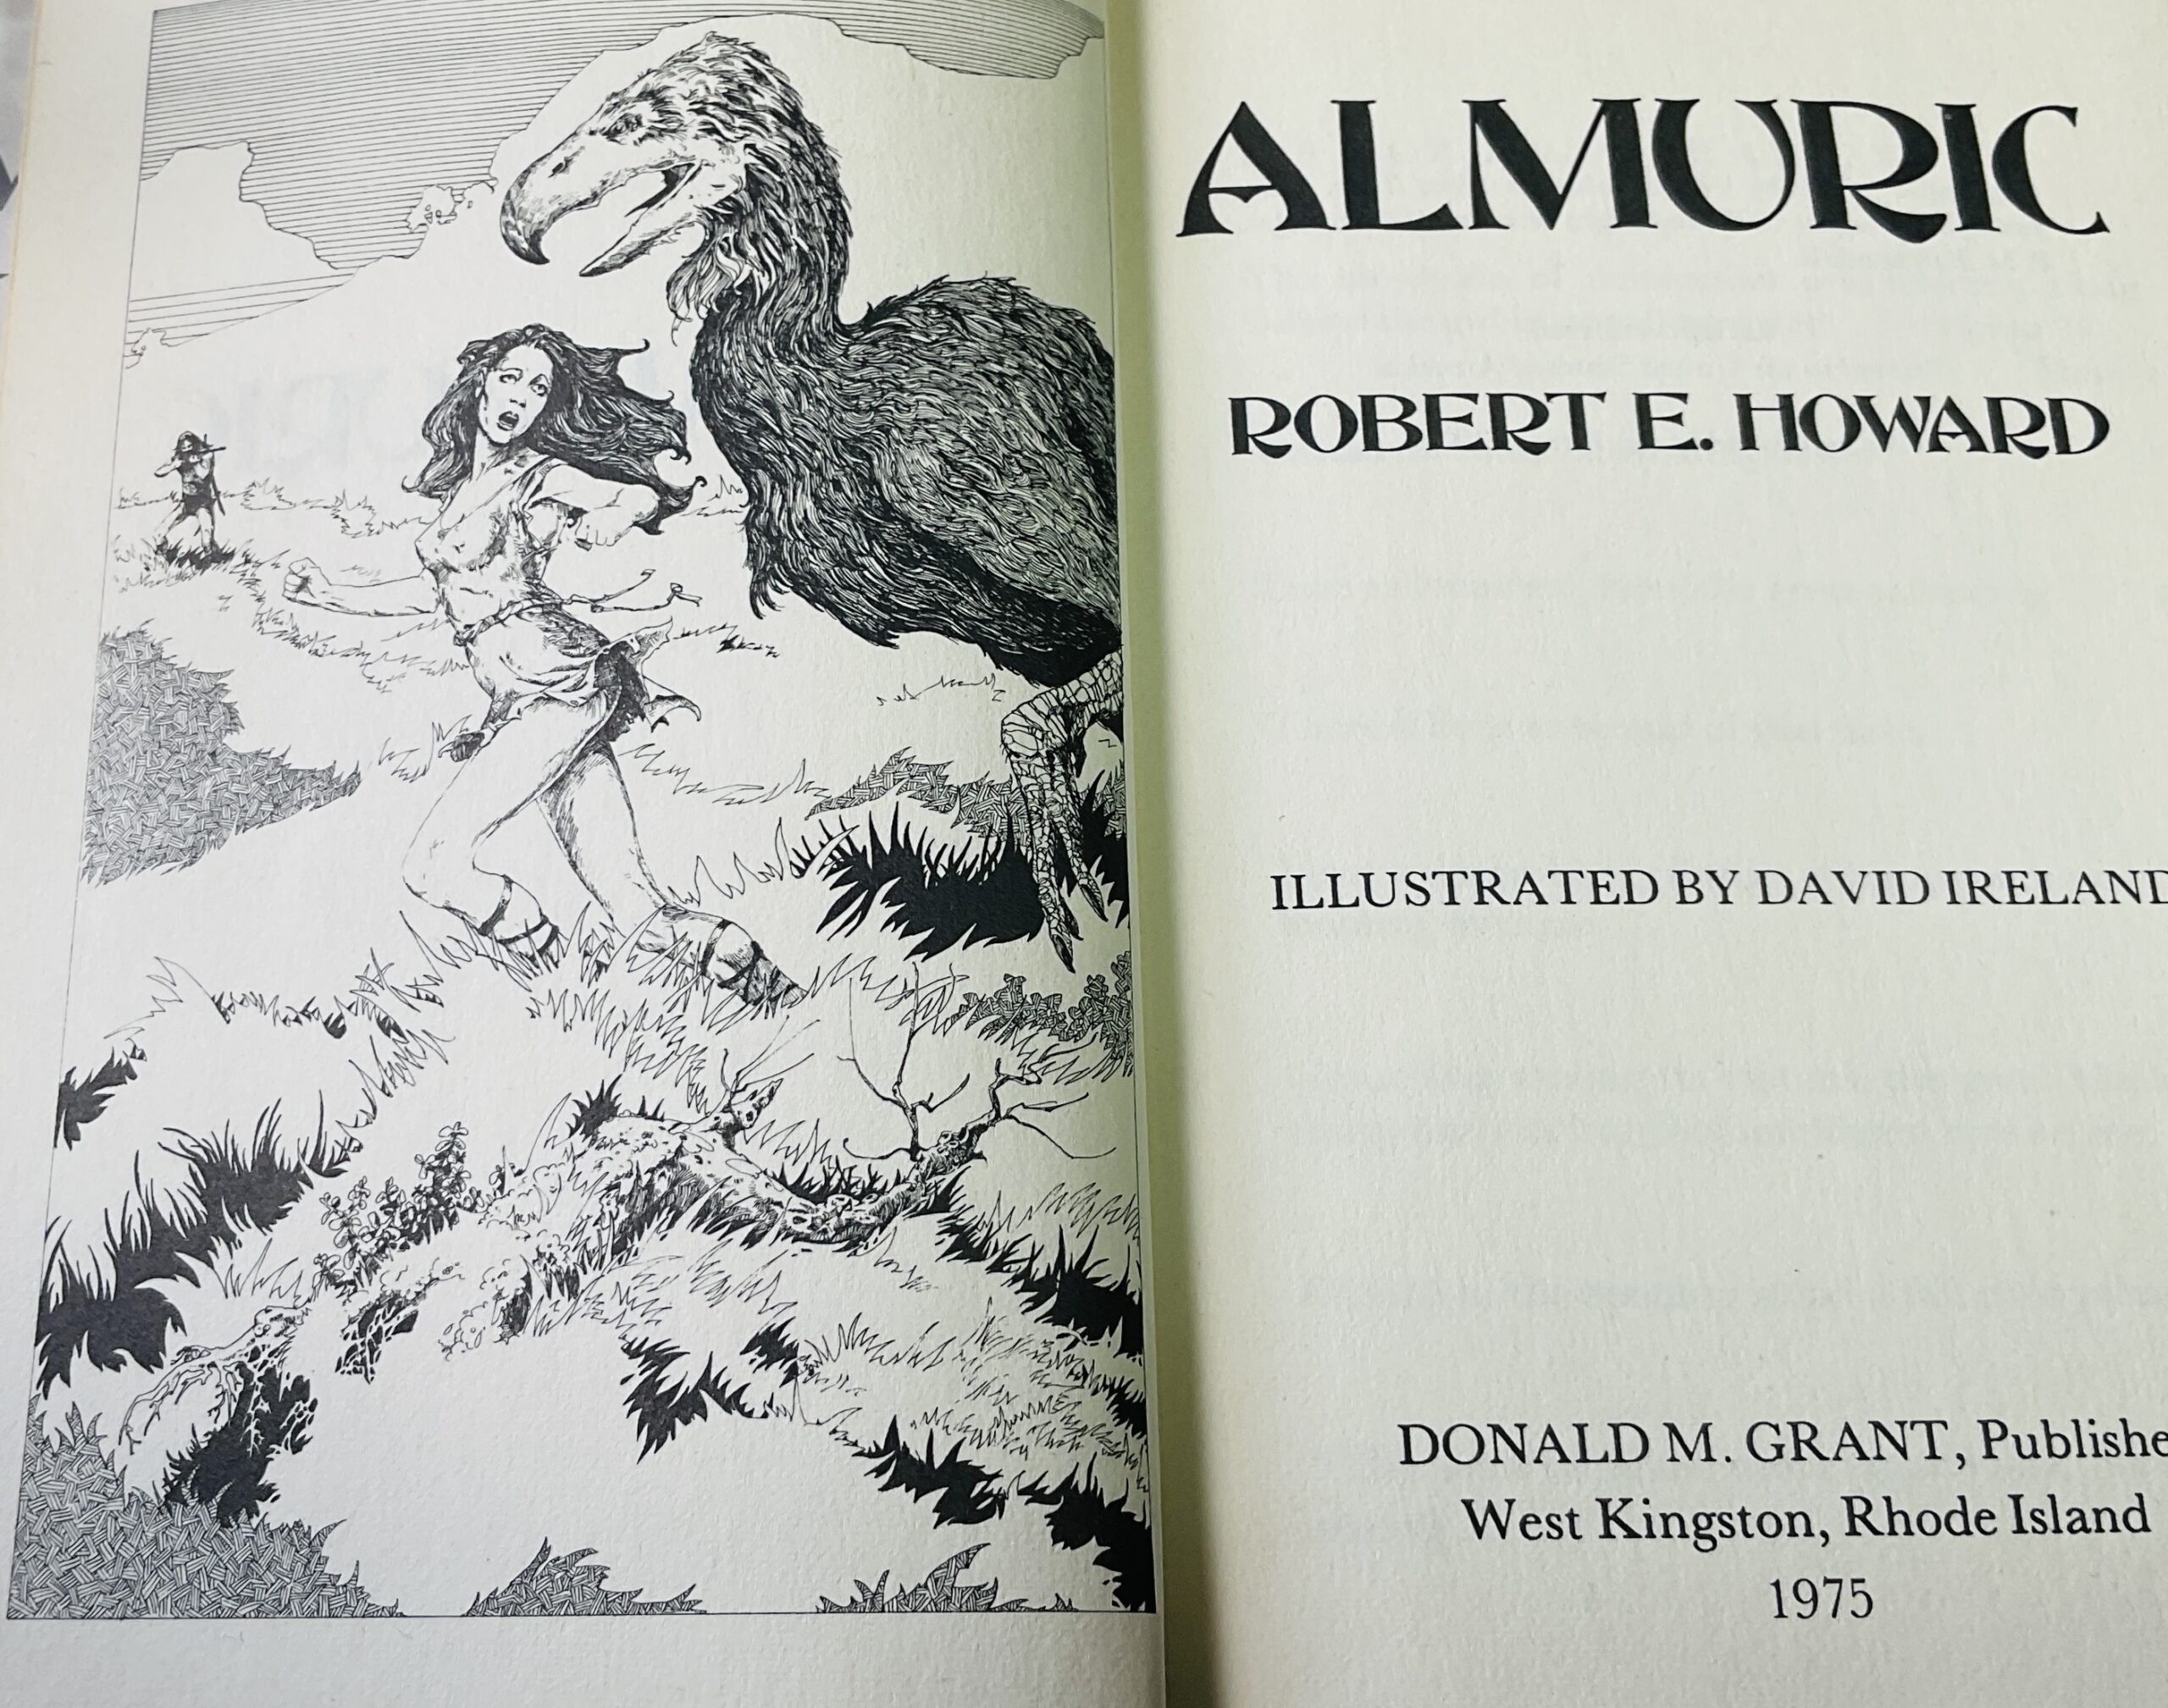 ALMURIC
ROBERT E. HOWARD
ILLUSTRATED BY DAVID IRELAND
DONALD M. GRANT, Publishe
West Kingston, Rhode Island
1975